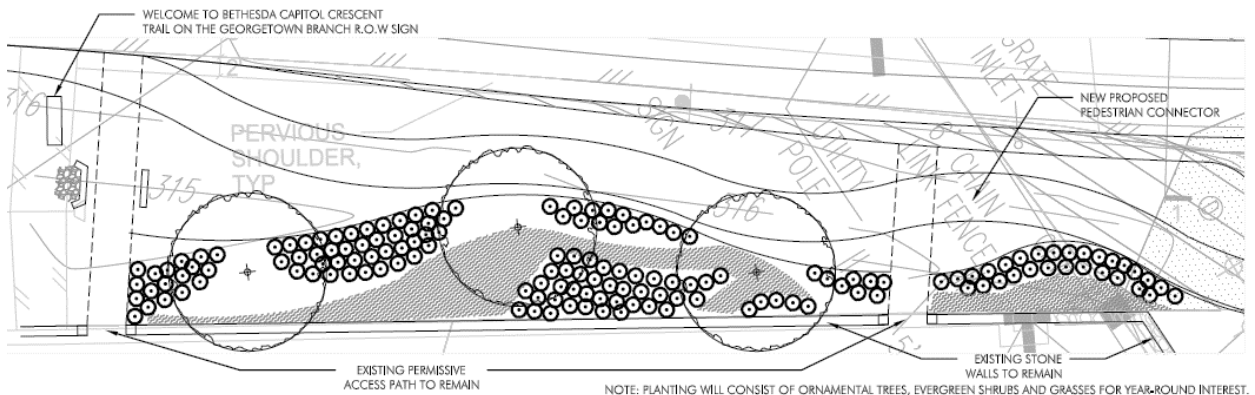 WELCOME TO BETHESDA CAPITOL CRESCENT
TRAIL ON THE GEORGETOWN BRANCH R.O.W SIGN
316
PERVIOUS
SHOULDER,
TYP
315
SIGN
317
UTILITY
POLE
316
GRATE
INLET
6'
CHAIN
LINK
FENCE
NEW PROPOSED
PEDESTRIAN CONNECTOR
EXISTING PERMISSIVE
ACCESS PATH TO REMAIN
EXISTING STONE
WALLS TO REMAIN
NOTE: PLANTING WILL CONSIST OF ORNAMENTAL TREES, EVERGREEN SHRUBS AND GRASSES FOR YEAR-ROUND INTEREST.